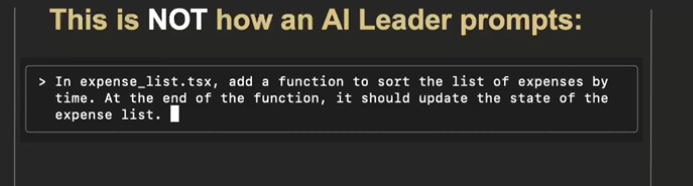 This is NOT how an AI Leader prompts:
> In expense_list.tsx, add a function to sort the list of expenses by
time. At the end of the function, it should update the state of the
expense list.